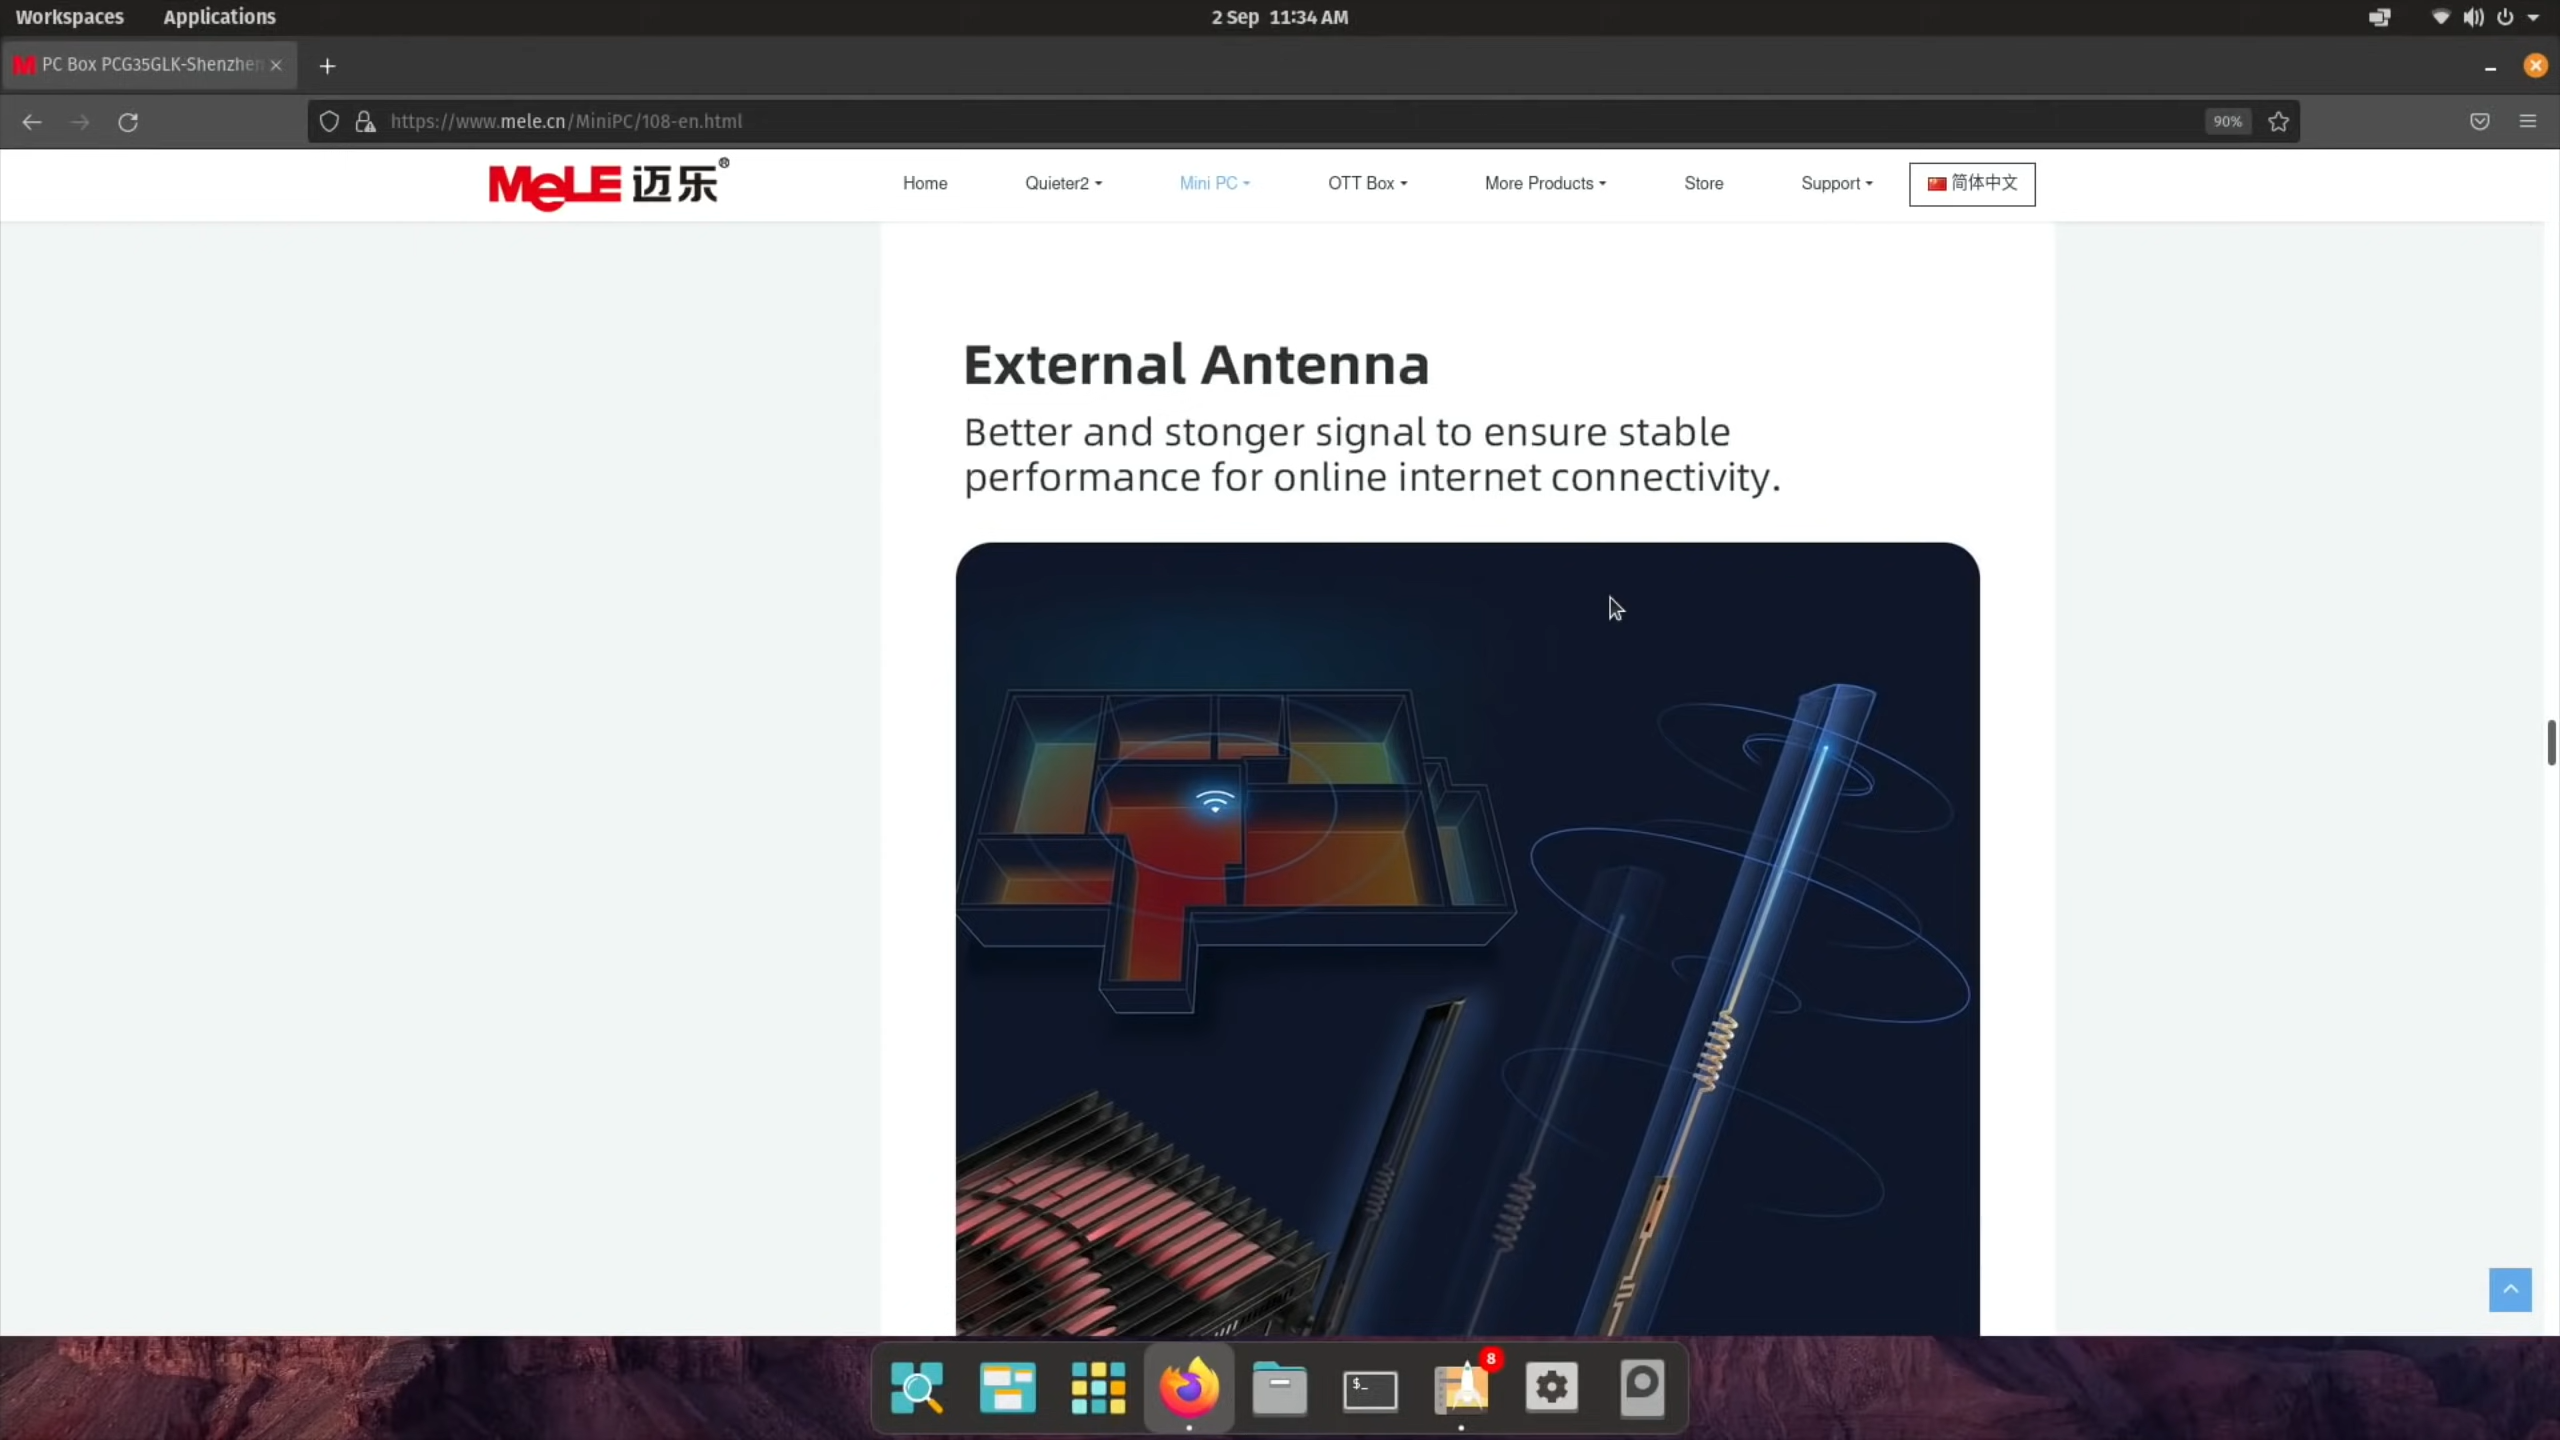 Workspaces Applications 2 Sep 11:34 AM
PC Box PCG35GLK-Shenzhen
https://www.mele.cn/MiniPC/108-en.html 90%
MeLE 迈乐® Home Quieter2 Mini PC OTT Box More Products Store Support 简体中文
External Antenna
Better and stonger signal to ensure stable
performance for online internet connectivity.
$_
8